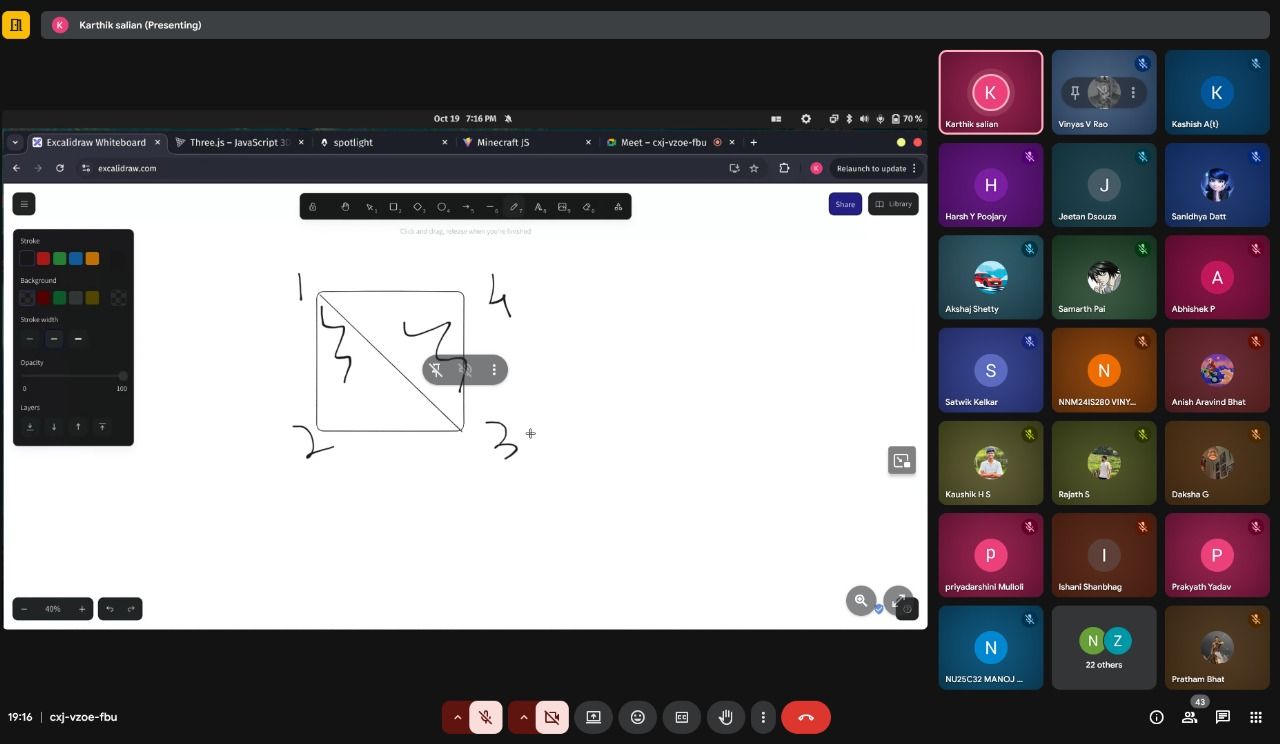 K Karthik salian (Presenting)
Oct 19 7:16 PM
70 %
Excalidraw Whiteboard
Three.js – JavaScript 3D
spotlight
Minecraft JS
Meet – cxj-vzoe-fbu
excalidraw.com
K
Relaunch to update
Share
Library
Click and drag, release when you're finished
Stroke
Background
Stroke width
Opacity
0 100
Layers
1 4
2 3
− 40% +
K
Karthik salian
Vinyas V Rao
K
Kashish A{t}
H
Harsh Y Poojary
J
Jeetan Dsouza
Sanidhya Datt
Akshaj Shetty
Samarth Pai
A
Abhishek P
S
Satwik Kelkar
N
NNM24IS280 VINY...
Anish Aravind Bhat
Kaushik H S
Rajath S
Daksha G
p
priyadarshini Mulloli
I
Ishani Shanbhag
P
Prakyath Yadav
N
NU25C32 MANOJ ...
N Z
22 others
Pratham Bhat
19:16 | cxj-vzoe-fbu
43